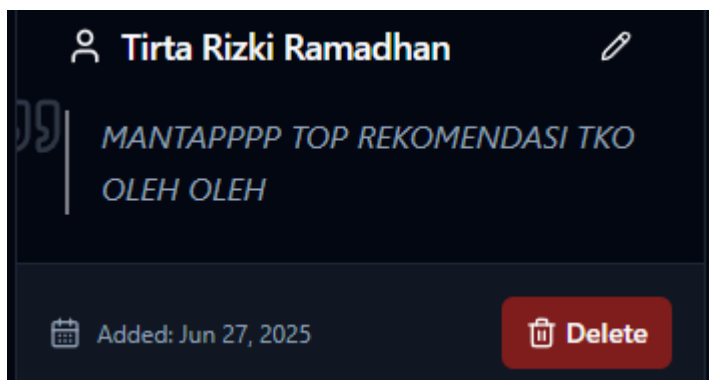 Tirta Rizki Ramadhan
MANTAPPPP TOP REKOMENDASI TKO
OLEH OLEH
Added: Jun 27, 2025
Delete